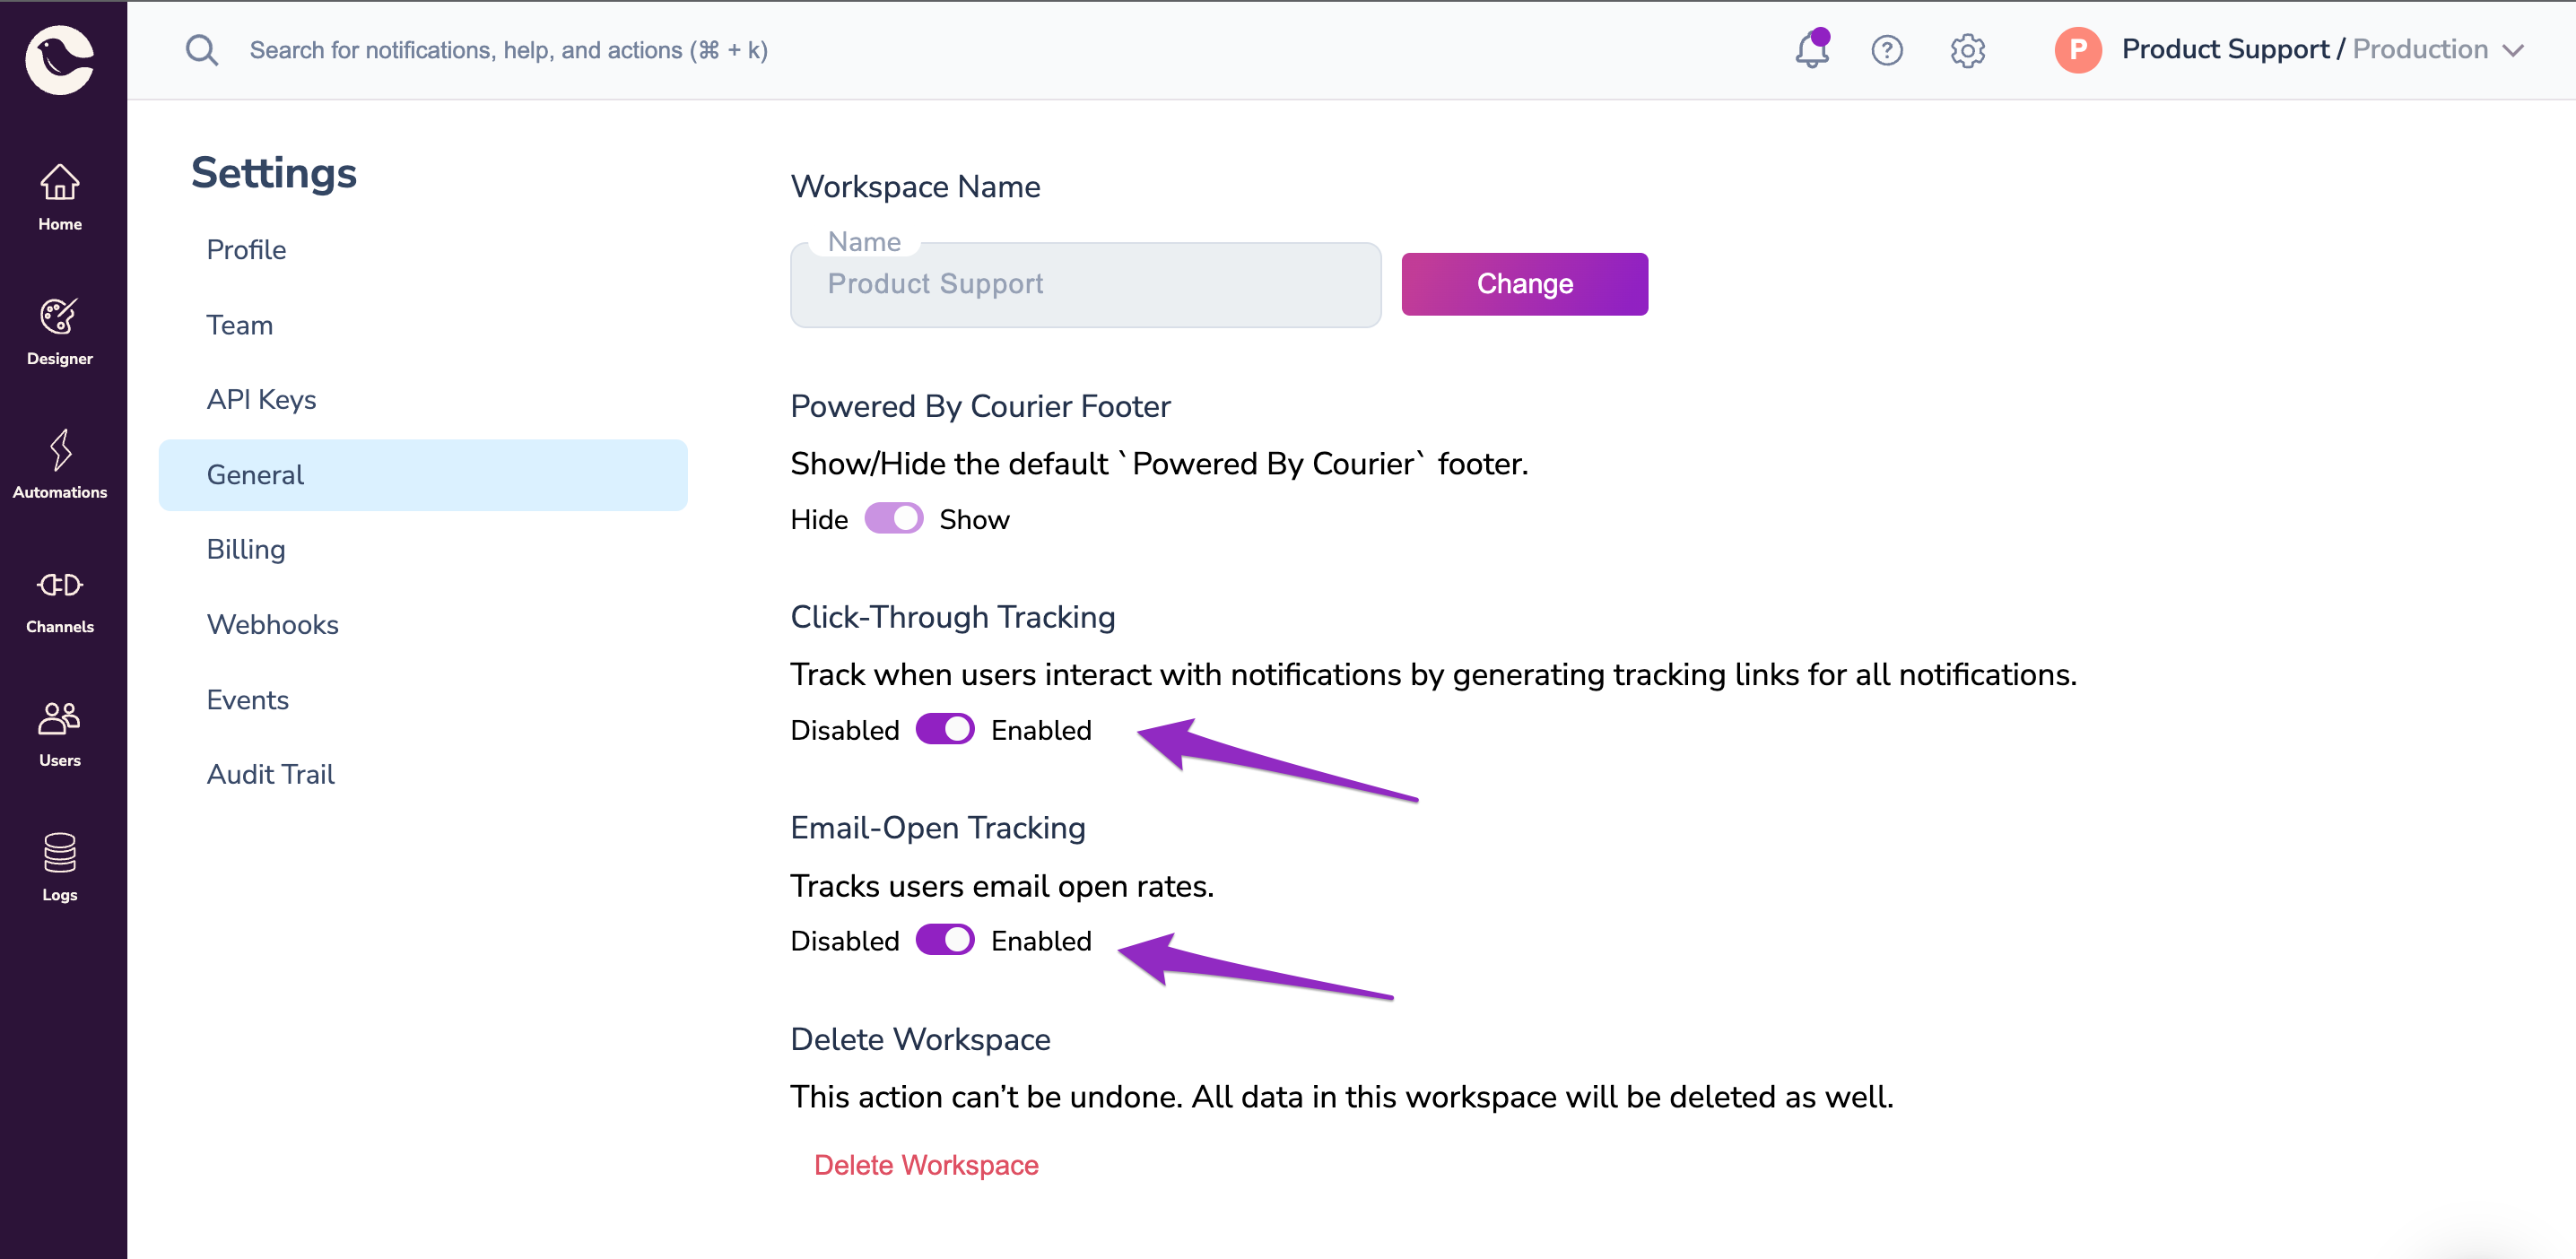 Search for notifications, help, and actions (⌘ + k)
P Product Support / Production
Home
Designer
Automations
Channels
Users
Logs
Settings
Profile
Team
API Keys
General
Billing
Webhooks
Events
Audit Trail
Workspace Name
Name
Product Support
Change
Powered By Courier Footer
Show/Hide the default `Powered By Courier` footer.
Hide Show
Click-Through Tracking
Track when users interact with notifications by generating tracking links for all notifications.
Disabled Enabled
Email-Open Tracking
Tracks users email open rates.
Disabled Enabled
Delete Workspace
This action can’t be undone. All data in this workspace will be deleted as well.
Delete Workspace